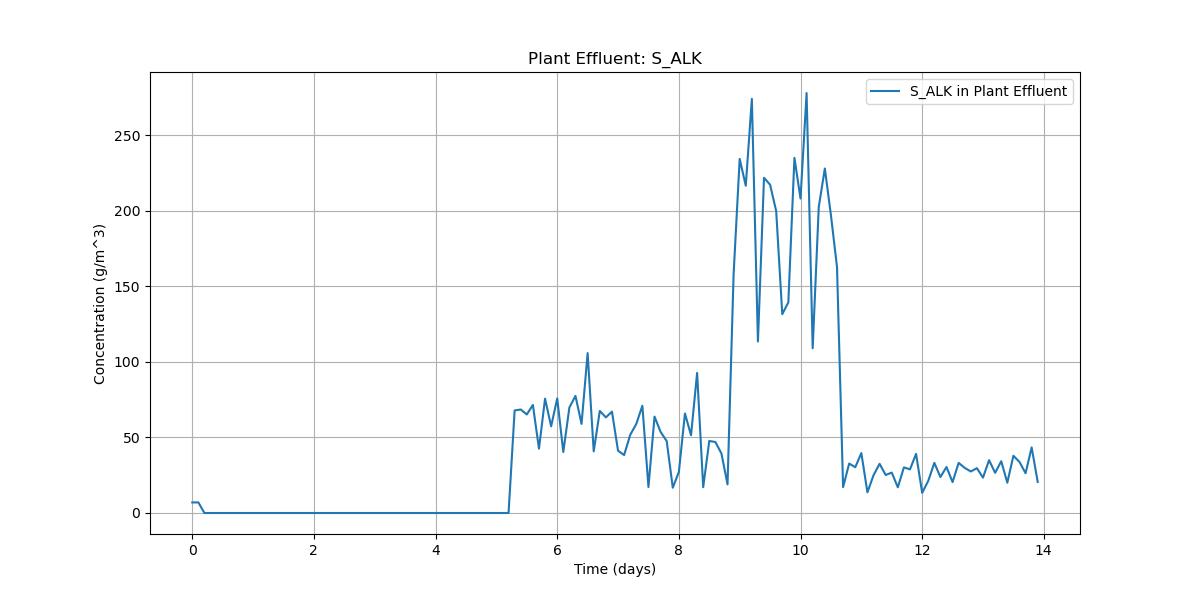 Plant Effluent: S_ALK
S_ALK in Plant Effluent
Concentration (g/m^3)
250
200
150
100
50
0
0 2 4 6 8 10 12 14
Time (days)